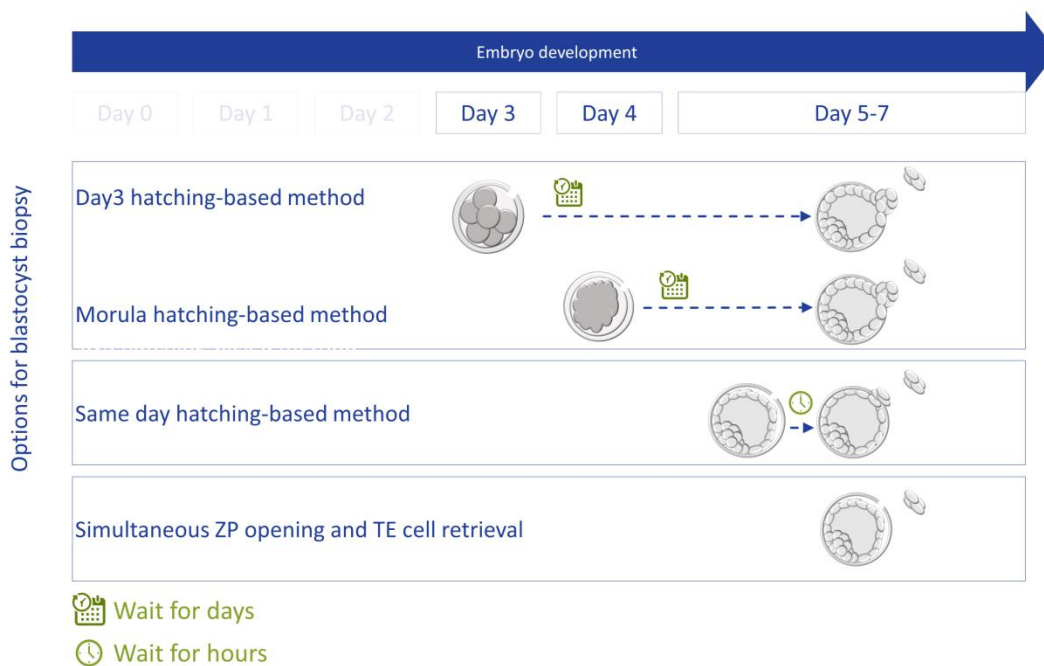 Embryo development
Day 0
Day 1
Day 2
Day 3
Day 4
Day 5-7
Options for blastocyst biopsy
Day3 hatching-based method
Morula hatching-based method
Same day hatching-based method
Simultaneous ZP opening and TE cell retrieval
Wait for days
Wait for hours